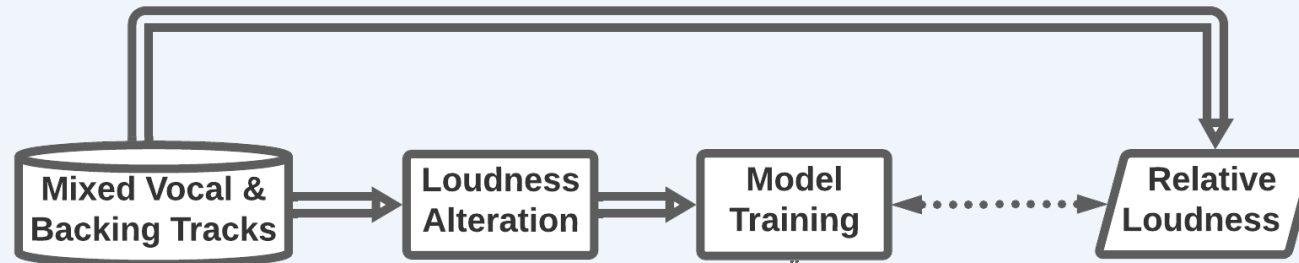 Mixed Vocal &
Backing Tracks
Loudness
Alteration
Model
Training
Relative
Loudness